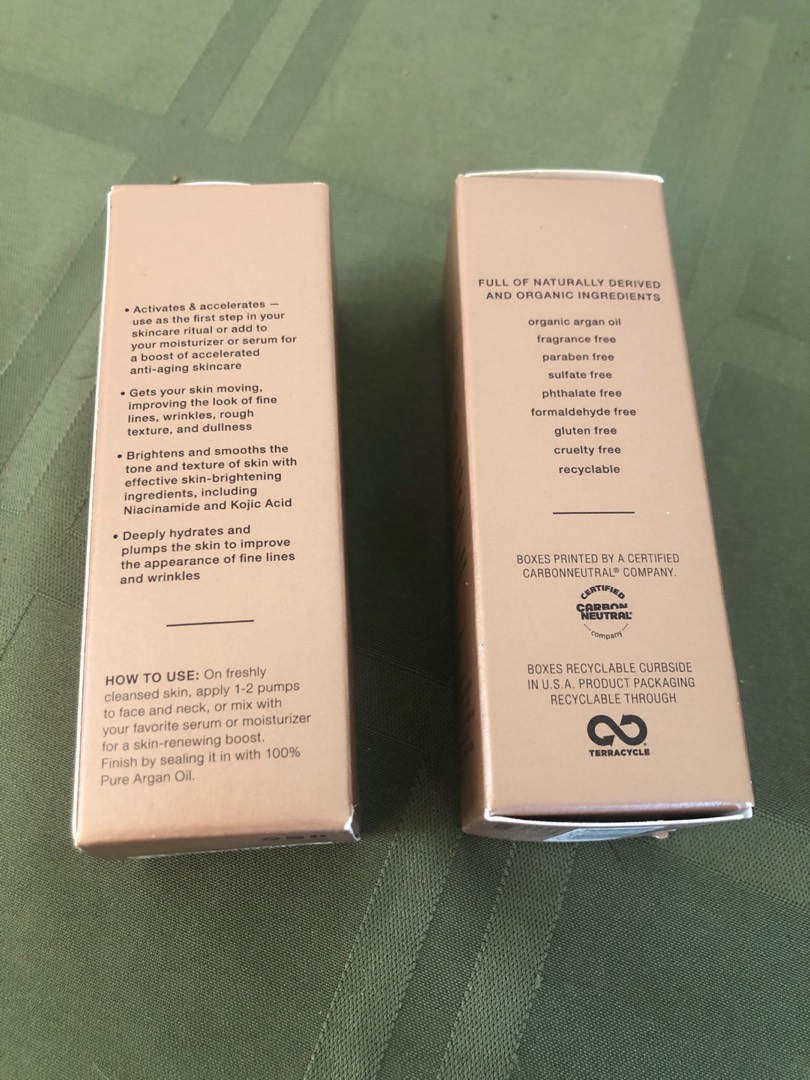 • Activates & accelerates —
use as the first step in your
skincare ritual or add to
your moisturizer or serum for
a boost of accelerated
anti-aging skincare
• Gets your skin moving,
improving the look of fine
lines, wrinkles, rough
texture, and dullness
• Brightens and smooths the
tone and texture of skin with
effective skin-brightening
ingredients, including
Niacinamide and Kojic Acid
• Deeply hydrates and
plumps the skin to improve
the appearance of fine lines
and wrinkles
HOW TO USE: On freshly
cleansed skin, apply 1-2 pumps
to face and neck, or mix with
your favorite serum or moisturizer
for a skin-renewing boost.
Finish by sealing it in with 100%
Pure Argan Oil.
FULL OF NATURALLY DERIVED
AND ORGANIC INGREDIENTS
organic argan oil
fragrance free
paraben free
sulfate free
phthalate free
formaldehyde free
gluten free
cruelty free
recyclable
BOXES PRINTED BY A CERTIFIED
CARBONNEUTRAL® COMPANY.
CERTIFIED
CARBON
NEUTRAL®
company
BOXES RECYCLABLE CURBSIDE
IN U.S.A. PRODUCT PACKAGING
RECYCLABLE THROUGH
TERRACYCLE